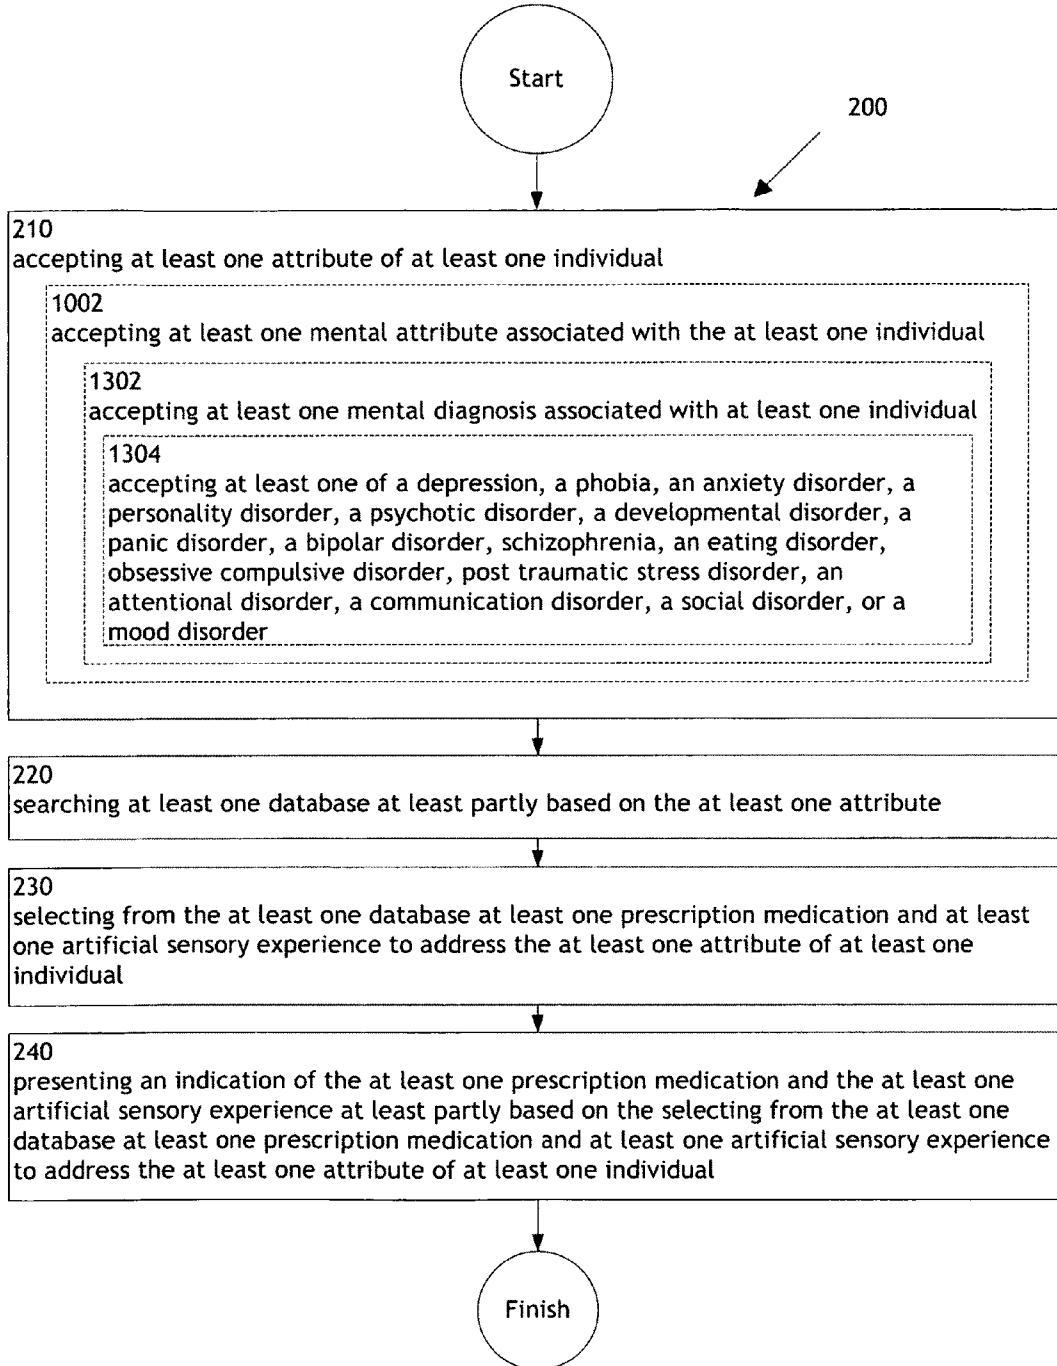 Start
200
210
accepting at least one attribute of at least one individual
1002
accepting at least one mental attribute associated with the at least one individual
1302
accepting at least one mental diagnosis associated with at least one individual
1304
accepting at least one of a depression, a phobia, an anxiety disorder, a
personality disorder, a psychotic disorder, a developmental disorder, a
panic disorder, a bipolar disorder, schizophrenia, an eating disorder,
obsessive compulsive disorder, post traumatic stress disorder, an
attentional disorder, a communication disorder, a social disorder, or a
mood disorder
220
searching at least one database at least partly based on the at least one attribute
230
selecting from the at least one database at least one prescription medication and at least
one artificial sensory experience to address the at least one attribute of at least one
individual
240
presenting an indication of the at least one prescription medication and the at least one
artificial sensory experience at least partly based on the selecting from the at least one
database at least one prescription medication and at least one artificial sensory experience
to address the at least one attribute of at least one individual
Finish